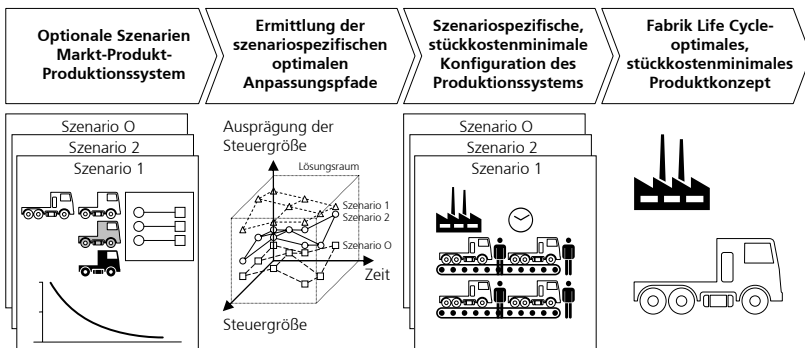 Optionale Szenarien
Markt-Produkt-
Produktionssystem
Ermittlung der
szenariospezifischen
optimalen
Anpassungspfade
Szenariospezifische,
stückkostenminimale
Konfiguration des
Produktionssystems
Fabrik Life Cycle-
optimales,
stückkostenminimales
Produktkonzept
Szenario O
Szenario 2
Szenario 1
Ausprägung der
Steuergröße
Lösungsraum
Szenario 1
Szenario 2
Szenario O
Zeit
Steuergröße
Szenario O
Szenario 2
Szenario 1